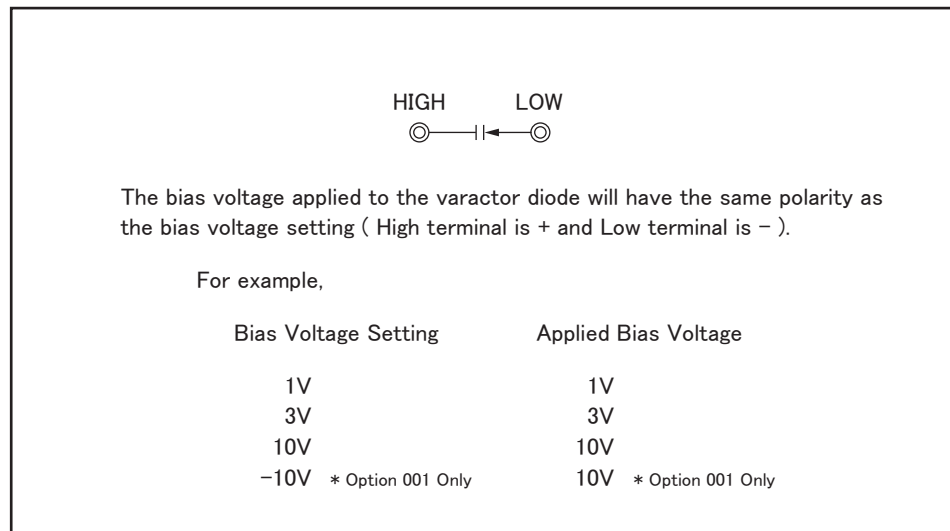 HIGH LOW
The bias voltage applied to the varactor diode will have the same polarity as
the bias voltage setting ( High terminal is + and Low terminal is − ).
For example,
Bias Voltage Setting Applied Bias Voltage
1V 1V
3V 3V
10V 10V
−10V * Option 001 Only 10V * Option 001 Only